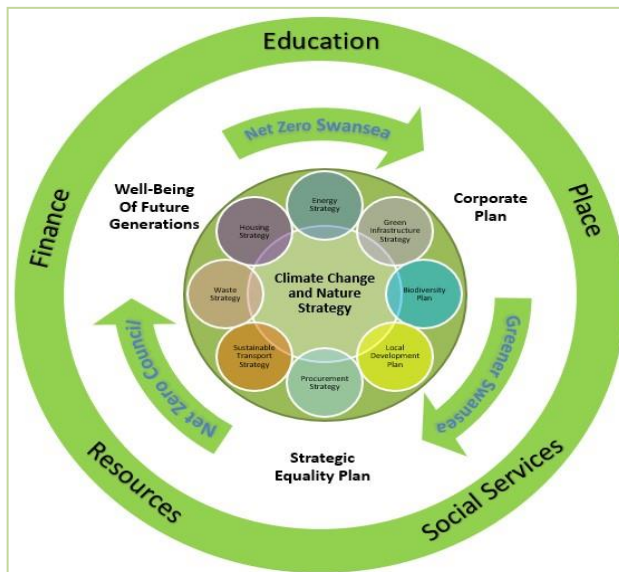 Education
Net Zero Swansea
Well-Being
Of Future
Generations
Corporate
Plan
Finance
Place
Energy
Strategy
Housing
Strategy
Green
Infrastructure
Strategy
Waste
Strategy
Climate Change
and Nature
Strategy
Biodiversity
Plan
Sustainable
Transport
Strategy
Local
Development
Plan
Procurement
Strategy
Net Zero Council
Greener Swansea
Strategic
Equality Plan
Resources
Social Services